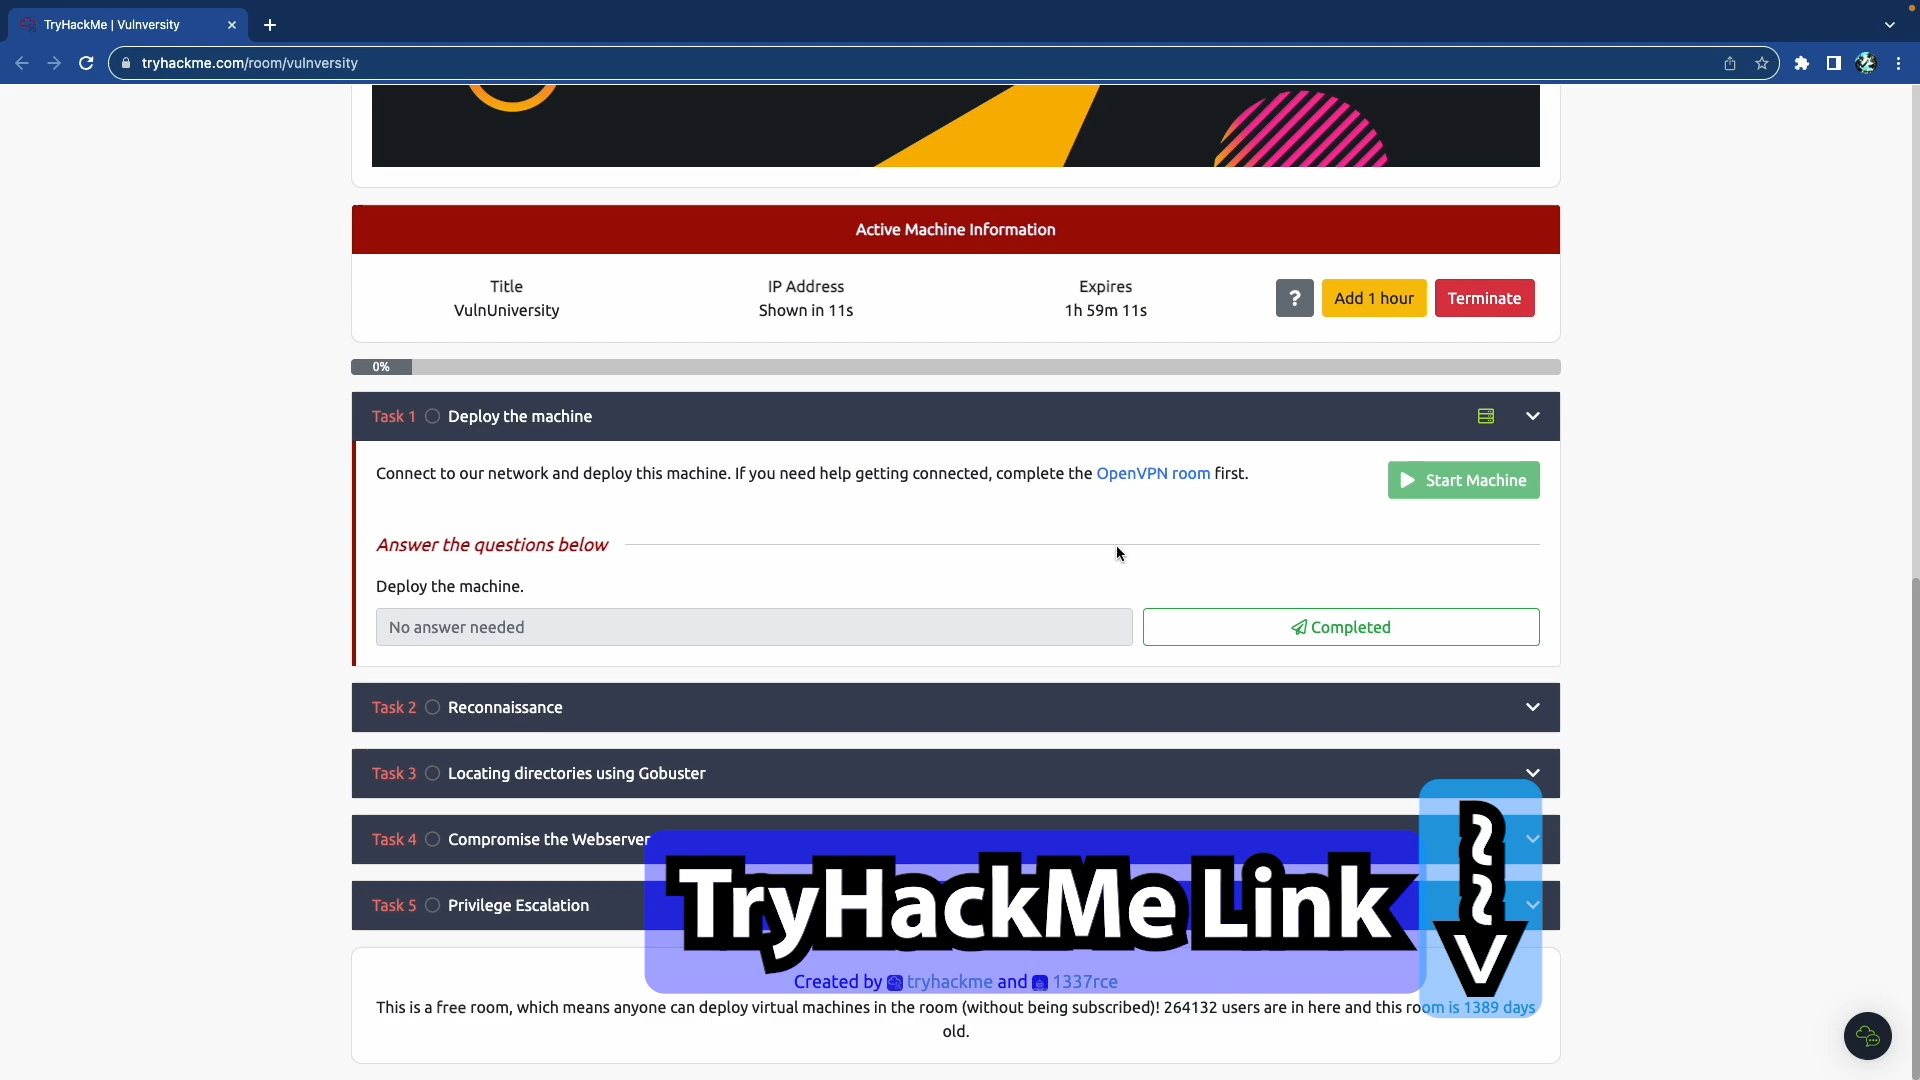 TryHackMe | Vulnversity
tryhackme.com/room/vulnversity
Active Machine Information
Title
IP Address
Expires
VulnUniversity
Shown in 11s
1h 59m 11s
?
Add 1 hour
Terminate
0%
Task 1 Deploy the machine
Connect to our network and deploy this machine. If you need help getting connected, complete the OpenVPN room first.
Start Machine
Answer the questions below
Deploy the machine.
No answer needed
Completed
Task 2 Reconnaissance
Task 3 Locating directories using Gobuster
Task 4 Compromise the Webserver
Task 5 Privilege Escalation
TryHackMe Link
~~V
Created by tryhackme and 1337rce
This is a free room, which means anyone can deploy virtual machines in the room (without being subscribed)! 264132 users are in here and this room is 1389 days
old.